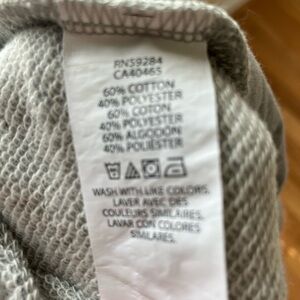 RN59284
CA40465
60% COTTON
40% POLYESTER
60% COTON
40% POLYESTER
60% ALGODÓN
40% POLIÉSTER
WASH WITH LIKE COLORS.
LAVER AVEC DES
COULEURS SIMILAIRES.
LAVAR CON COLORES
SIMILARES.